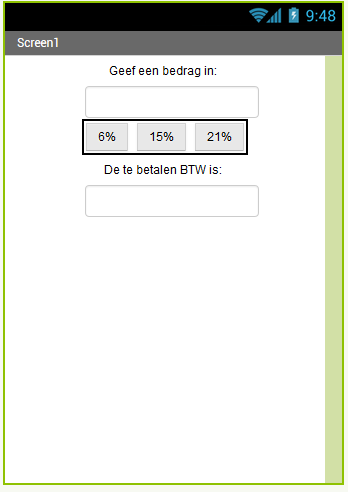 9:48
Screen1
Geef een bedrag in:
6% 15% 21%
De te betalen BTW is: